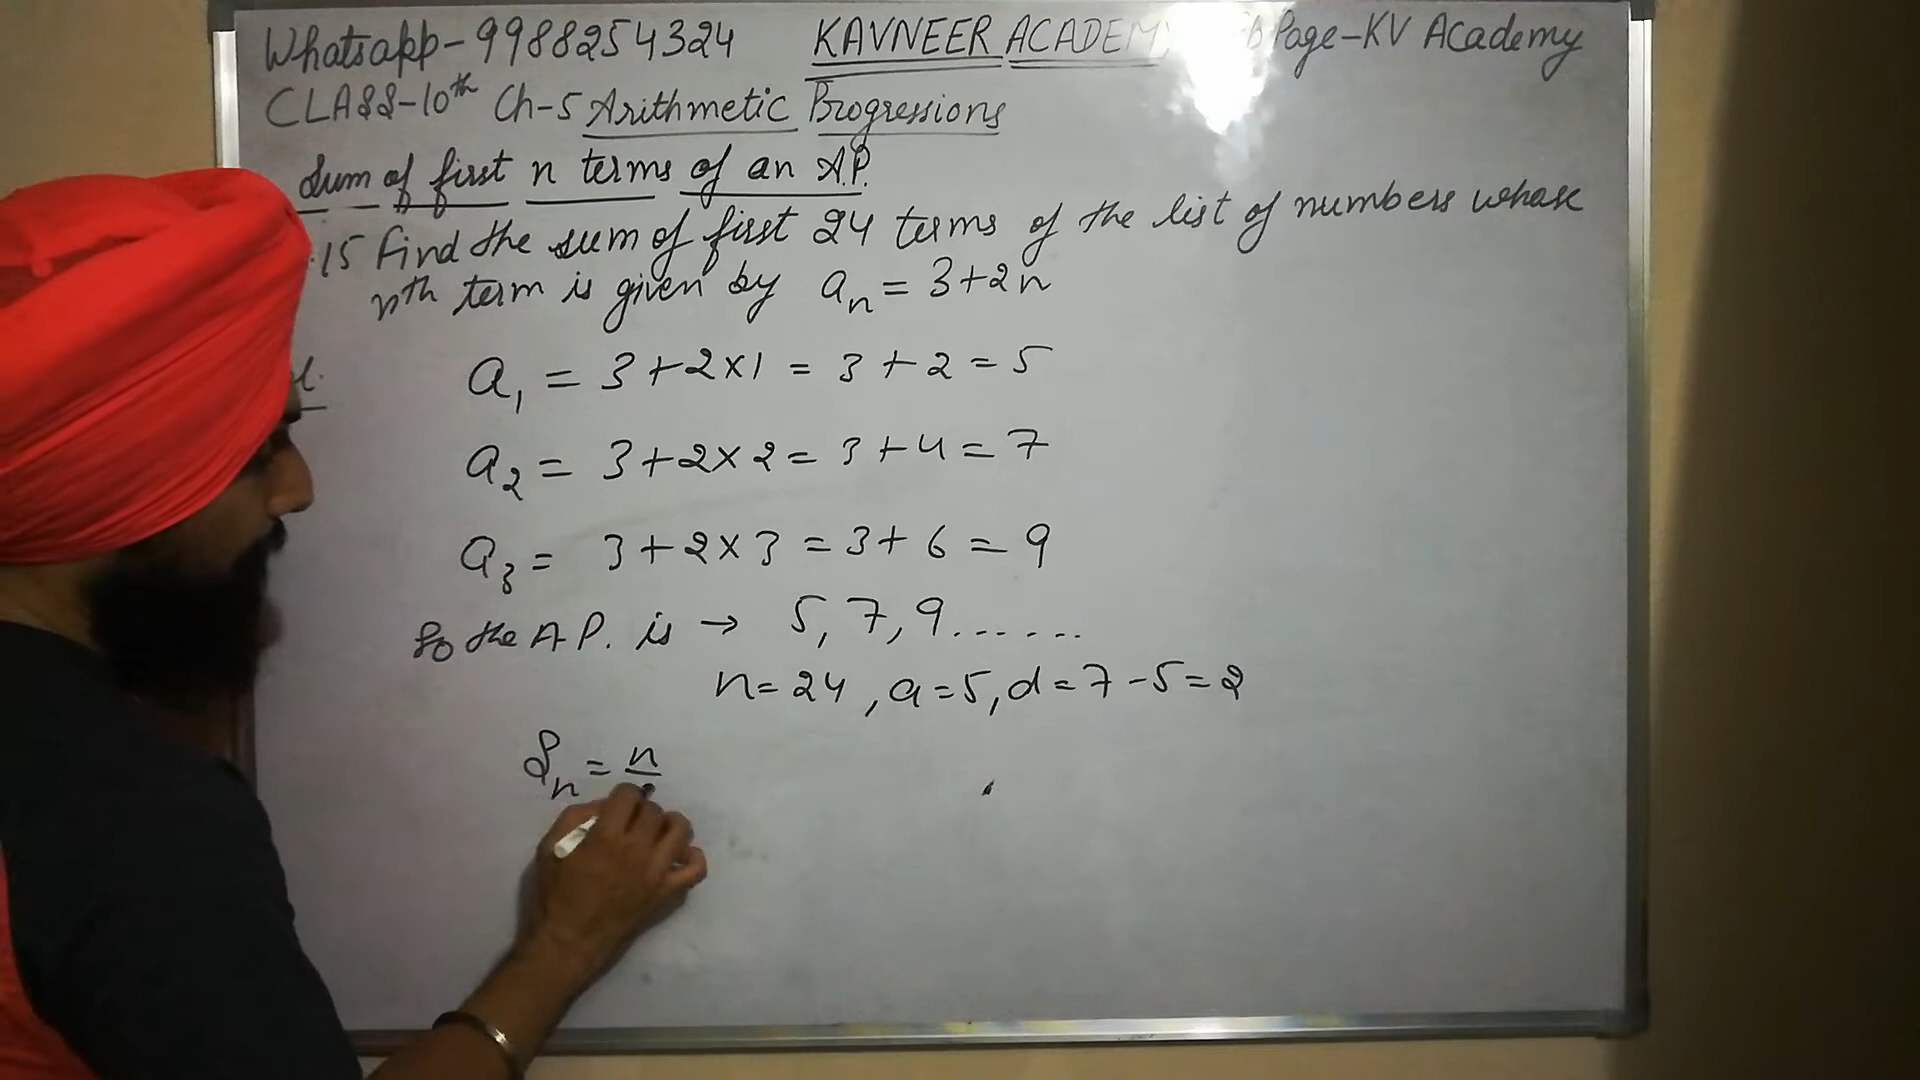 Whatsapp-9988254324 KAVNEER ACADEM Page-KV Academy
CLASS-10th Ch-5 Arithmetic Progressions
Sum of first n terms of an A.P.
15 Find the sum of first 24 terms of the list of numbers whose
nth term is given by aₙ = 3+2n
a₁ = 3+2×1 = 3+2 = 5
a₂ = 3+2×2 = 3+4 = 7
a₃ = 3+2×3 = 3+6 = 9
So the A P. is → 5, 7, 9......
n=24, a=5, d=7-5=2
Sₙ = n